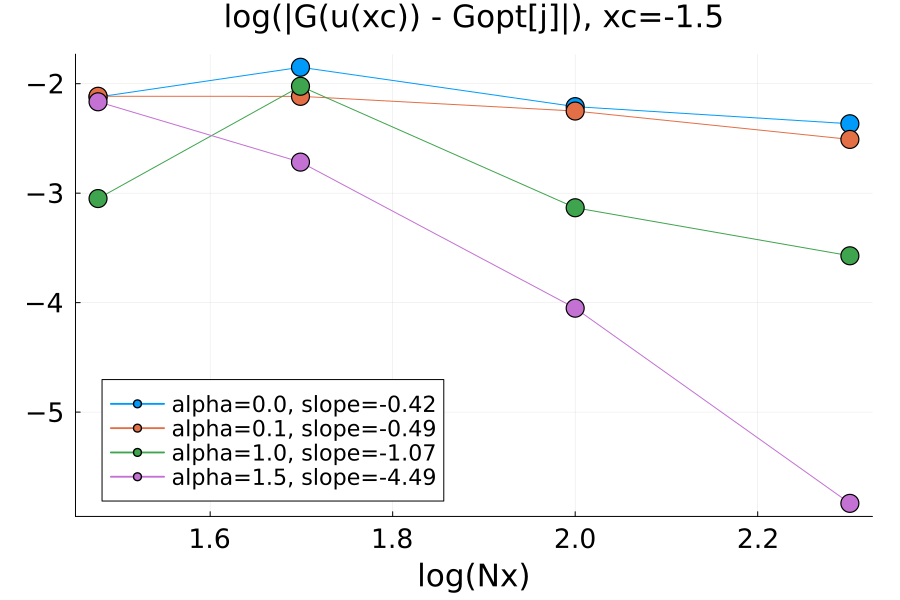 log(|G(u(xc)) - Gopt[j]|), xc=-1.5
−2
−3
−4
−5
alpha=0.0, slope=-0.42
alpha=0.1, slope=-0.49
alpha=1.0, slope=-1.07
alpha=1.5, slope=-4.49
1.6 1.8 2.0 2.2
log(Nx)